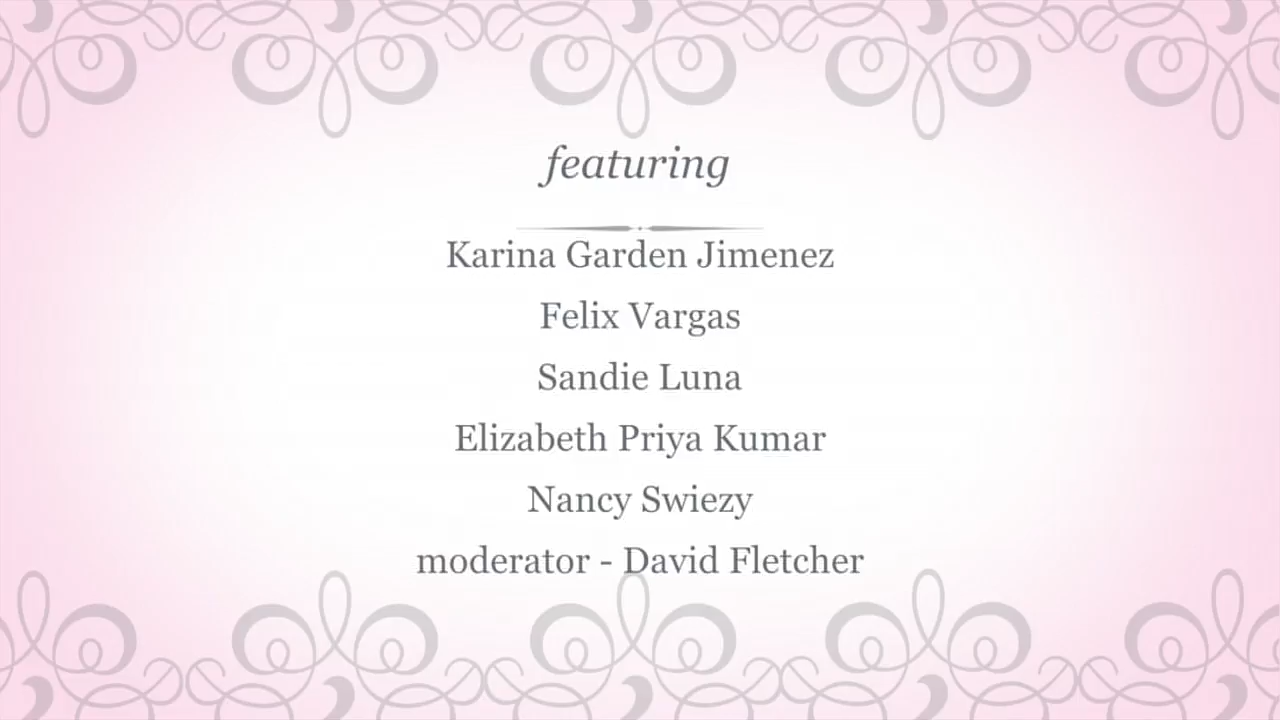 featuring
Karina Garden Jimenez
Felix Vargas
Sandie Luna
Elizabeth Priya Kumar
Nancy Swiezy
moderator - David Fletcher